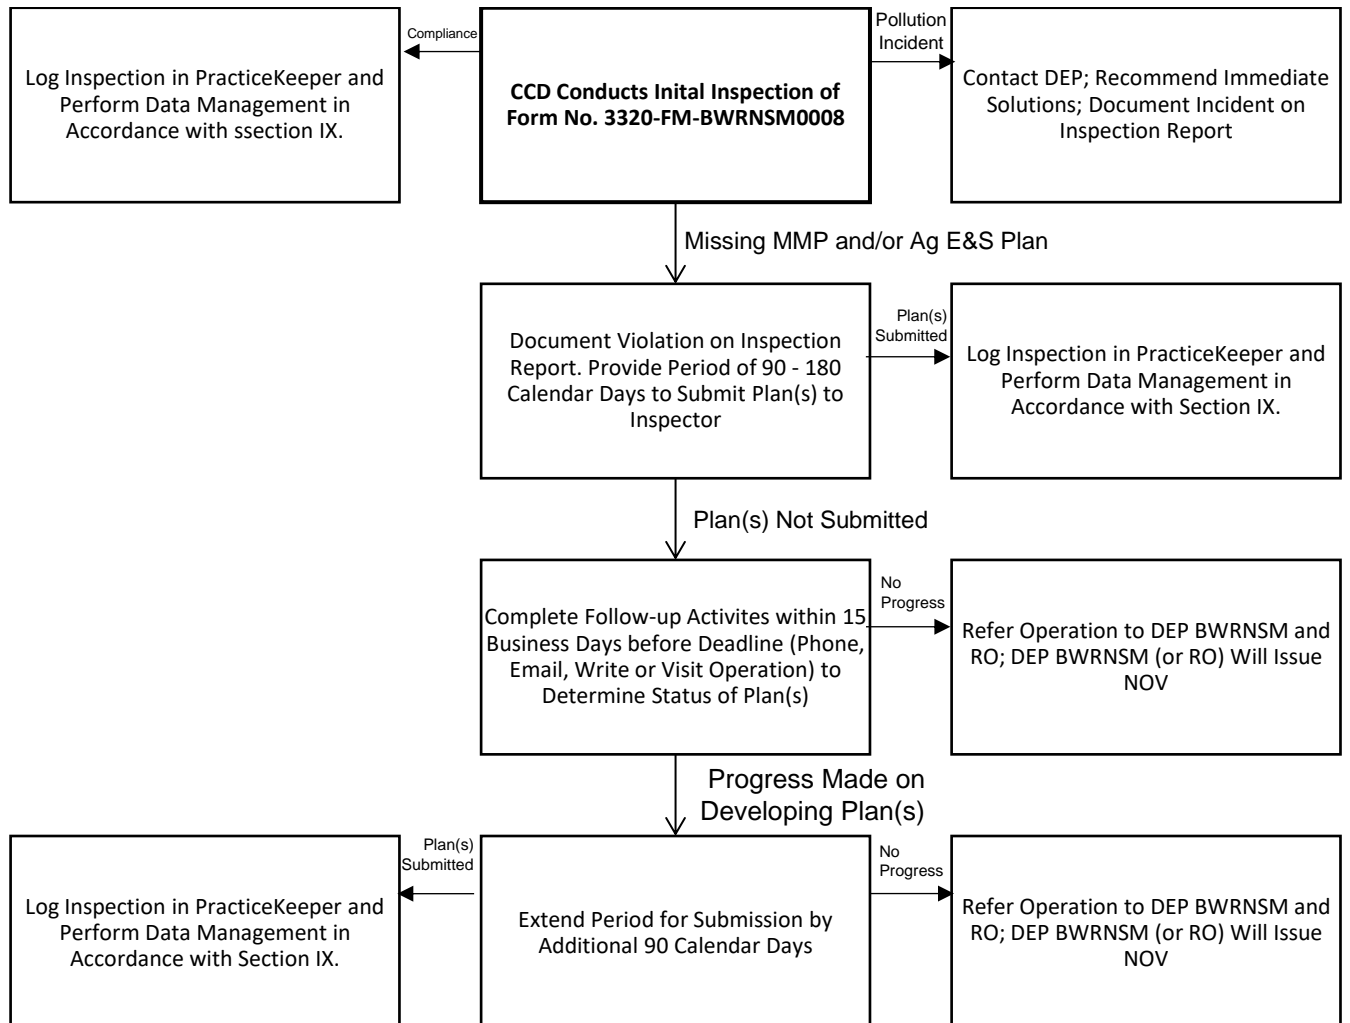 Compliance
Pollution
Incident
Log Inspection in PracticeKeeper and
Perform Data Management in
Accordance with ssection IX.
CCD Conducts Inital Inspection of
Form No. 3320-FM-BWRNSM0008
Contact DEP; Recommend Immediate
Solutions; Document Incident on
Inspection Report
Missing MMP and/or Ag E&S Plan
Document Violation on Inspection
Report. Provide Period of 90 - 180
Calendar Days to Submit Plan(s) to
Inspector
Plan(s)
Submitted
Log Inspection in PracticeKeeper and
Perform Data Management in
Accordance with Section IX.
Plan(s) Not Submitted
Complete Follow-up Activites within 15
Business Days before Deadline (Phone,
Email, Write or Visit Operation) to
Determine Status of Plan(s)
No
Progress
Refer Operation to DEP BWRNSM and
RO; DEP BWRNSM (or RO) Will Issue
NOV
Progress Made on
Developing Plan(s)
Plan(s)
Submitted
Log Inspection in PracticeKeeper and
Perform Data Management in
Accordance with Section IX.
Extend Period for Submission by
Additional 90 Calendar Days
No
Progress
Refer Operation to DEP BWRNSM and
RO; DEP BWRNSM (or RO) Will Issue
NOV